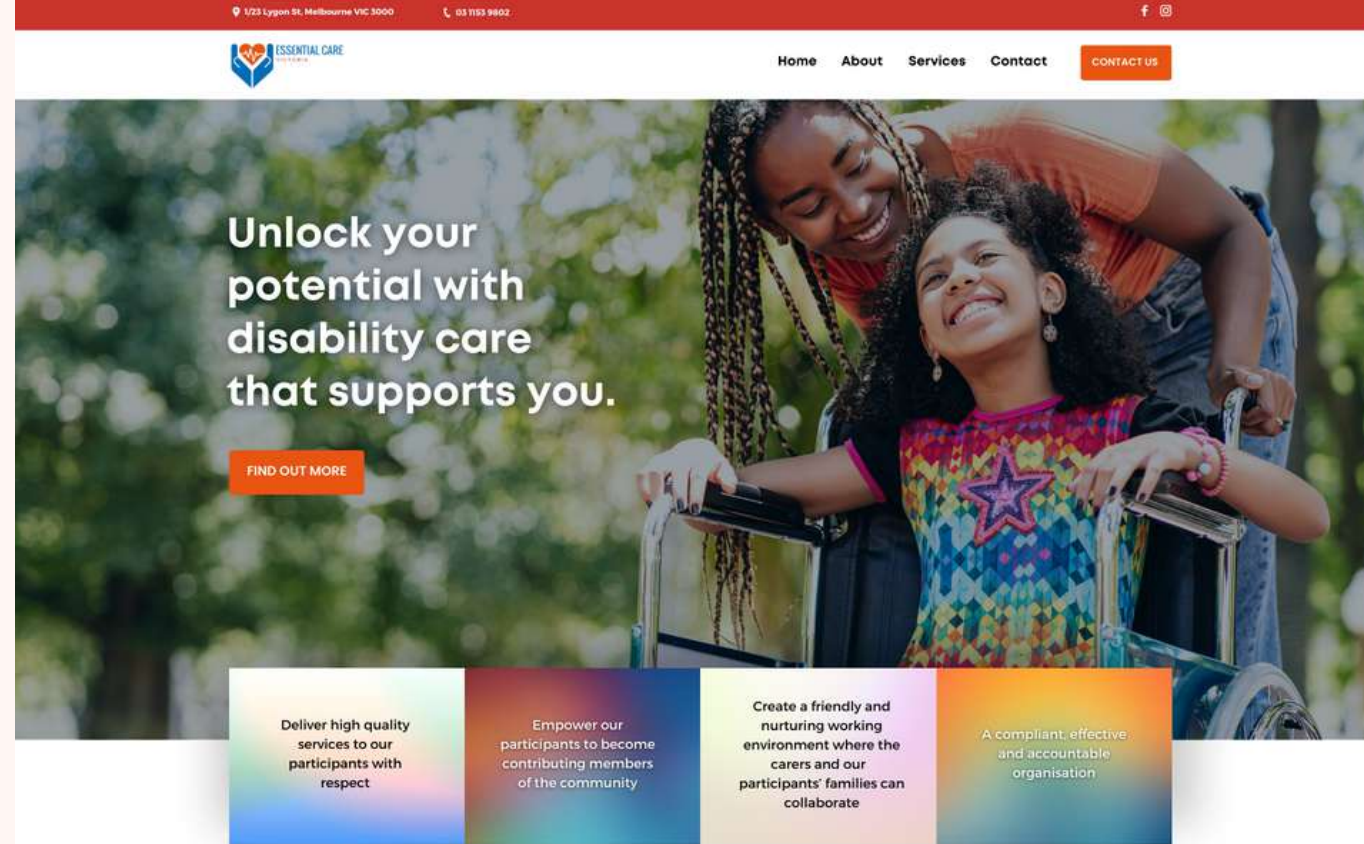 1/23 Lygon St, Melbourne VIC 3000
03 1153 9802
ESSENTIAL CARE
VICTORIA
Home About Services Contact CONTACT US
Unlock your
potential with
disability care
that supports you.
FIND OUT MORE
Deliver high quality
services to our
participants with
respect
Empower our
participants to become
contributing members
of the community
Create a friendly and
nurturing working
environment where the
carers and our
participants' families can
collaborate
A compliant, effective
and accountable
organisation